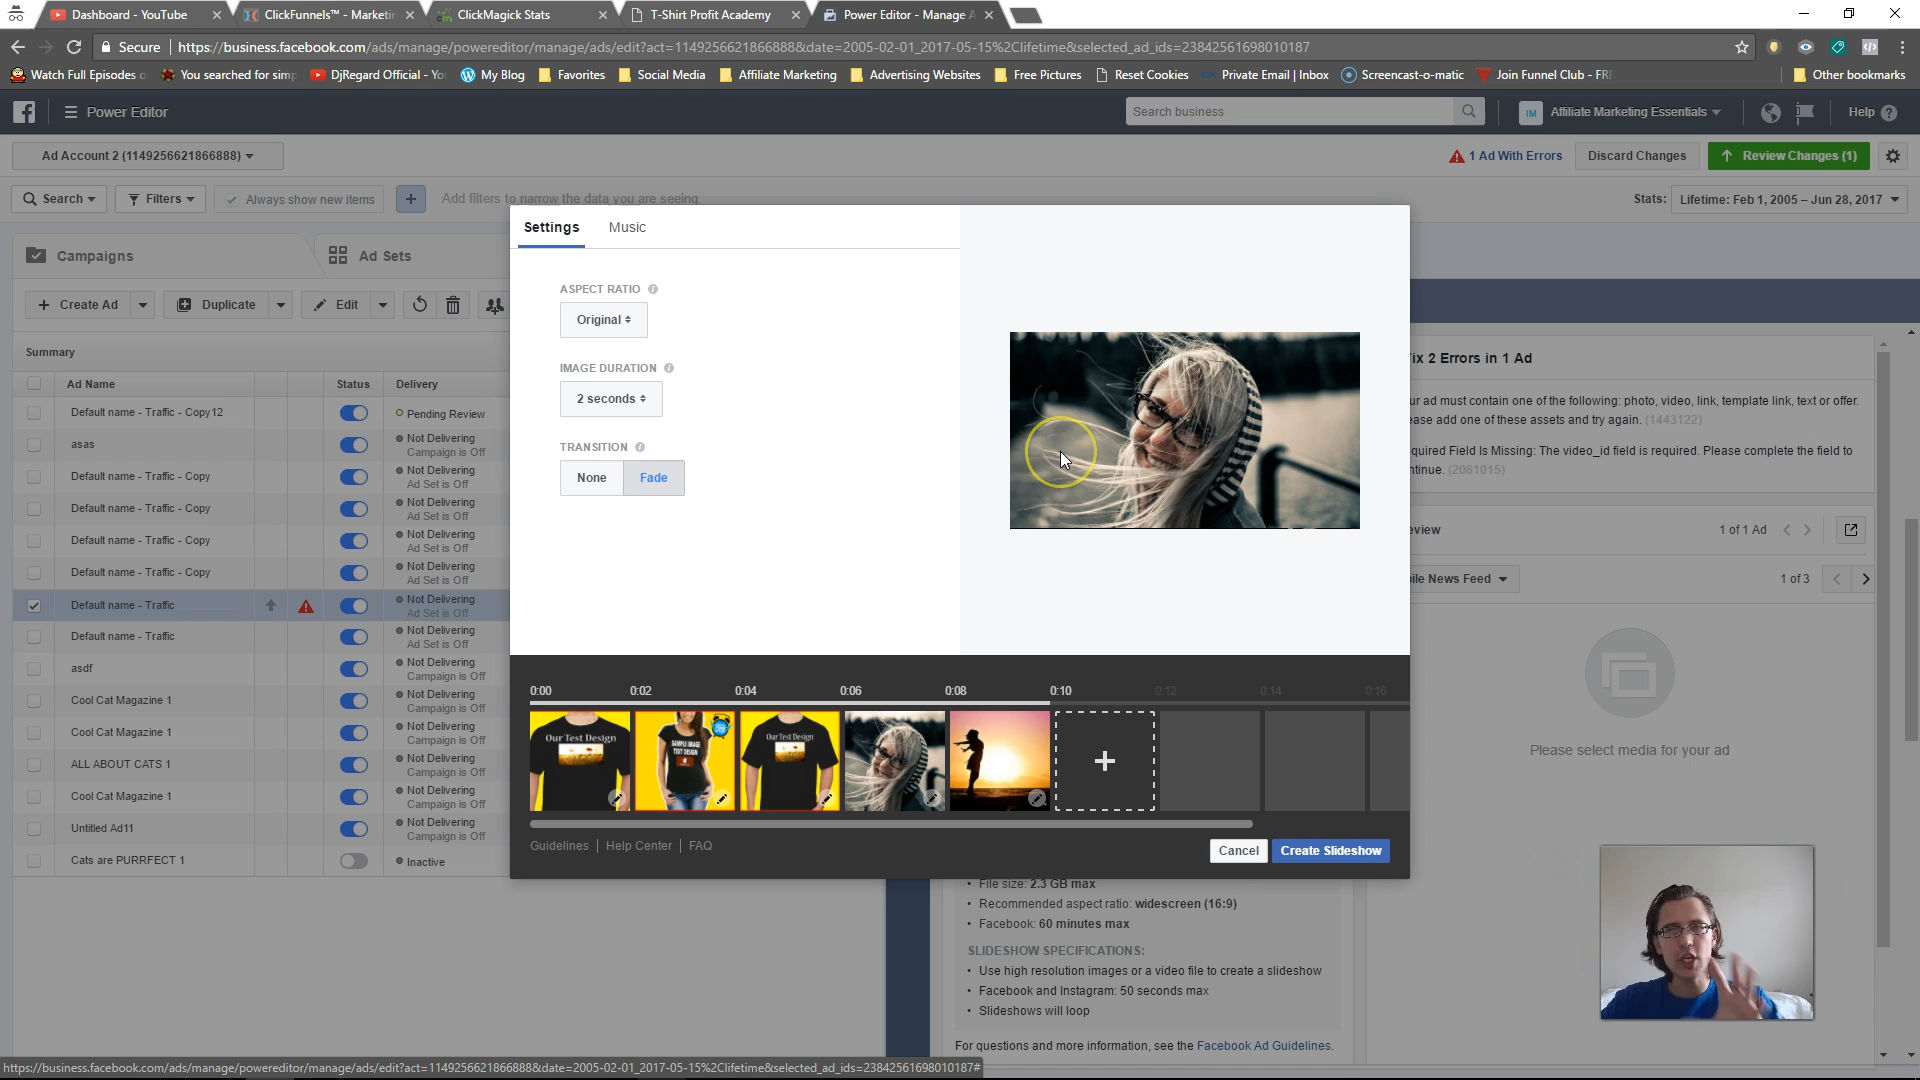 Dashboard - YouTube
ClickFunnels™ - Marketin
ClickMagick Stats
T-Shirt Profit Academy
Power Editor - Manage A
Secure
https://business.facebook.com/ads/manage/powereditor/manage/ads/edit?act=1149256621866888&date=2005-02-01_2017-05-15%2Clifetime&selected_ad_ids=23842561698010187
Watch Full Episodes o
You searched for simp
DjRegard Official - Yo
My Blog
Favorites
Social Media
Affiliate Marketing
Advertising Websites
Free Pictures
Reset Cookies
Private Email | Inbox
Screencast-o-matic
Join Funnel Club - FRE
Other bookmarks
Power Editor
Search business
IM
Affiliate Marketing Essentials
Help
Ad Account 2 (1149256621866888)
1 Ad With Errors
Discard Changes
Review Changes (1)
Search
Filters
Always show new items
Add filters to narrow the data you are seeing.
Stats:
Lifetime: Feb 1, 2005 – Jun 28, 2017
Campaigns
Ad Sets
Create Ad
Duplicate
Edit
Summary
Ad Name
Status
Delivery
Default name - Traffic - Copy12
Pending Review
asas
Not Delivering
Campaign is Off
Default name - Traffic - Copy
Not Delivering
Ad Set is Off
Default name - Traffic - Copy
Not Delivering
Ad Set is Off
Default name - Traffic - Copy
Not Delivering
Ad Set is Off
Default name - Traffic - Copy
Not Delivering
Ad Set is Off
Default name - Traffic
Not Delivering
Ad Set is Off
Default name - Traffic
Not Delivering
Ad Set is Off
asdf
Not Delivering
Campaign is Off
Cool Cat Magazine 1
Not Delivering
Campaign is Off
Cool Cat Magazine 1
Not Delivering
Campaign is Off
ALL ABOUT CATS 1
Not Delivering
Campaign is Off
Cool Cat Magazine 1
Not Delivering
Campaign is Off
Untitled Ad11
Not Delivering
Campaign is Off
Cats are PURRFECT 1
Inactive
Settings
Music
ASPECT RATIO
Original
IMAGE DURATION
2 seconds
TRANSITION
None
Fade
0:00
0:02
0:04
0:06
0:08
0:10
0:12
0:14
0:16
Our Test Design
SAMPLE IMAGE
TEXT DESIGN
Our Test Design
Guidelines
Help Center
FAQ
Cancel
Create Slideshow
ix 2 Errors in 1 Ad
ur ad must contain one of the following: photo, video, link, template link, text or offer.
ease add one of these assets and try again. (1443122)
quired Field Is Missing: The video_id field is required. Please complete the field to
ntinue. (2061015)
eview
1 of 1 Ad
ile News Feed
1 of 3
Please select media for your ad
File size: 2.3 GB max
Recommended aspect ratio: widescreen (16:9)
Facebook: 60 minutes max
SLIDESHOW SPECIFICATIONS:
Use high resolution images or a video file to create a slideshow
Facebook and Instagram: 50 seconds max
Slideshows will loop
For questions and more information, see the Facebook Ad Guidelines.
https://business.facebook.com/ads/manage/powereditor/manage/ads/edit?act=1149256621866888&date=2005-02-01_2017-05-15%2Clifetime&selected_ad_ids=23842561698010187#